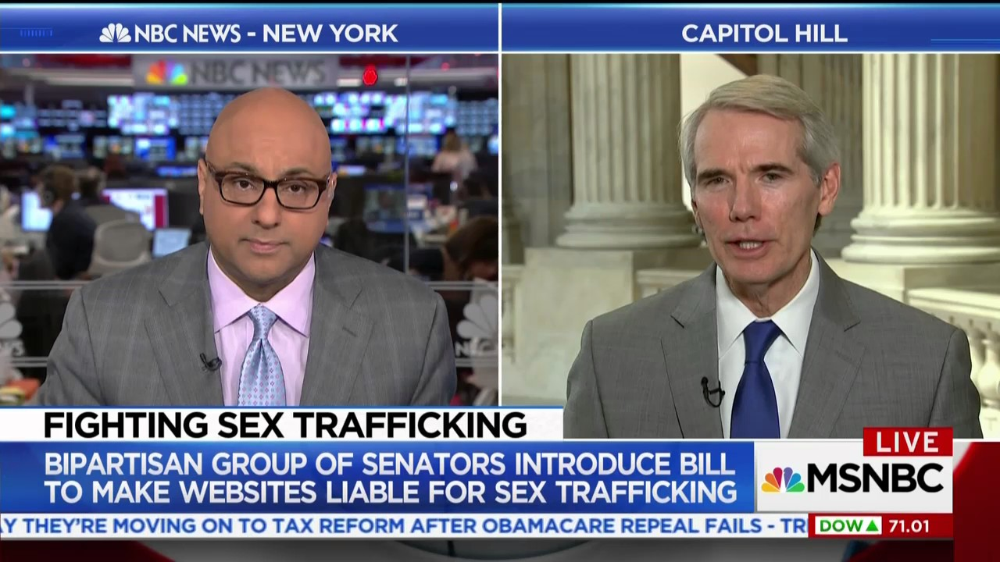 NBC NEWS - NEW YORK
CAPITOL HILL
NBC NEWS
FIGHTING SEX TRAFFICKING
BIPARTISAN GROUP OF SENATORS INTRODUCE BILL
TO MAKE WEBSITES LIABLE FOR SEX TRAFFICKING
LIVE
MSNBC
Y THEY'RE MOVING ON TO TAX REFORM AFTER OBAMACARE REPEAL FAILS - TR
DOW 71.01